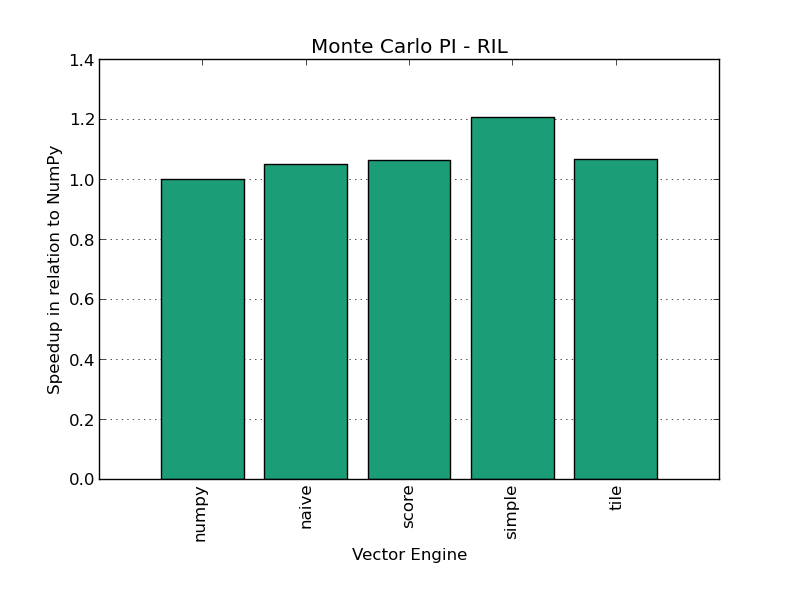 Monte Carlo PI - RIL
Speedup in relation to NumPy
1.4
1.2
1.0
0.8
0.6
0.4
0.2
0.0
numpy
naive
score
simple
tile
Vector Engine